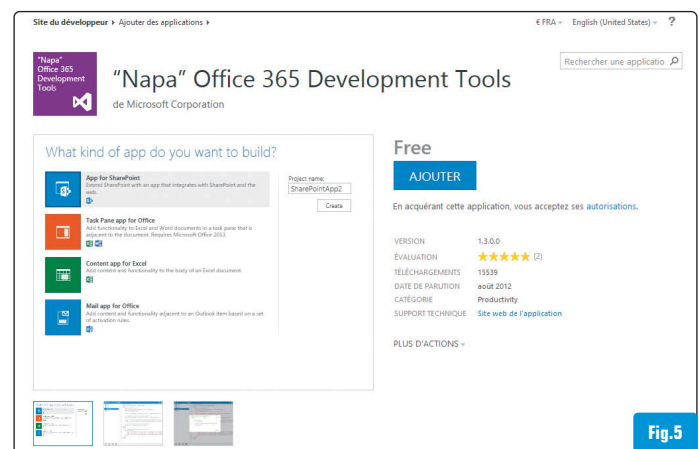 Site du développeur ▸ Ajouter des applications ▸
€ FRA
English (United States)
?
Rechercher une applicatio
"Napa"
Office 365
Development
Tools
"Napa" Office 365 Development Tools
de Microsoft Corporation
What kind of app do you want to build?
App for SharePoint
Extend SharePoint with an app that integrates with SharePoint and the
web.
Task Pane app for Office
Add functionality to Excel and Word documents in a task pane that is
adjacent to the document. Requires Microsoft Office 2013.
Content app for Excel
Add content and functionality to the body of an Excel document.
Mail app for Office
Add content and functionality adjacent to an Outlook item based on a set
of activation rules.
Project name:
SharePointApp2
Create
Free
AJOUTER
En acquérant cette application, vous acceptez ses autorisations.
VERSION 1.3.0.0
ÉVALUATION ★★★★★ (2)
TÉLÉCHARGEMENTS 15539
DATE DE PARUTION août 2012
CATÉGORIE Productivity
SUPPORT TECHNIQUE Site web de l'application
PLUS D'ACTIONS
Fig.5